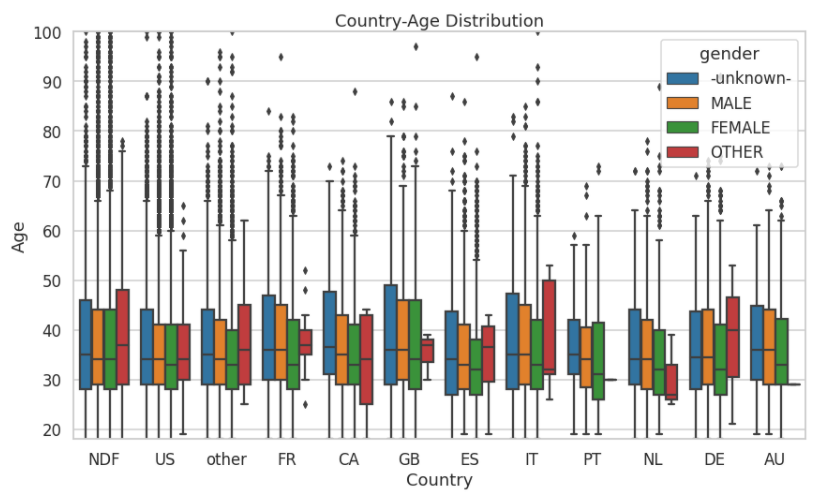 Country-Age Distribution
100
90
80
70
60
50
40
30
20
Age
gender
-unknown-
MALE
FEMALE
OTHER
NDF US other FR CA GB ES IT PT NL DE AU
Country